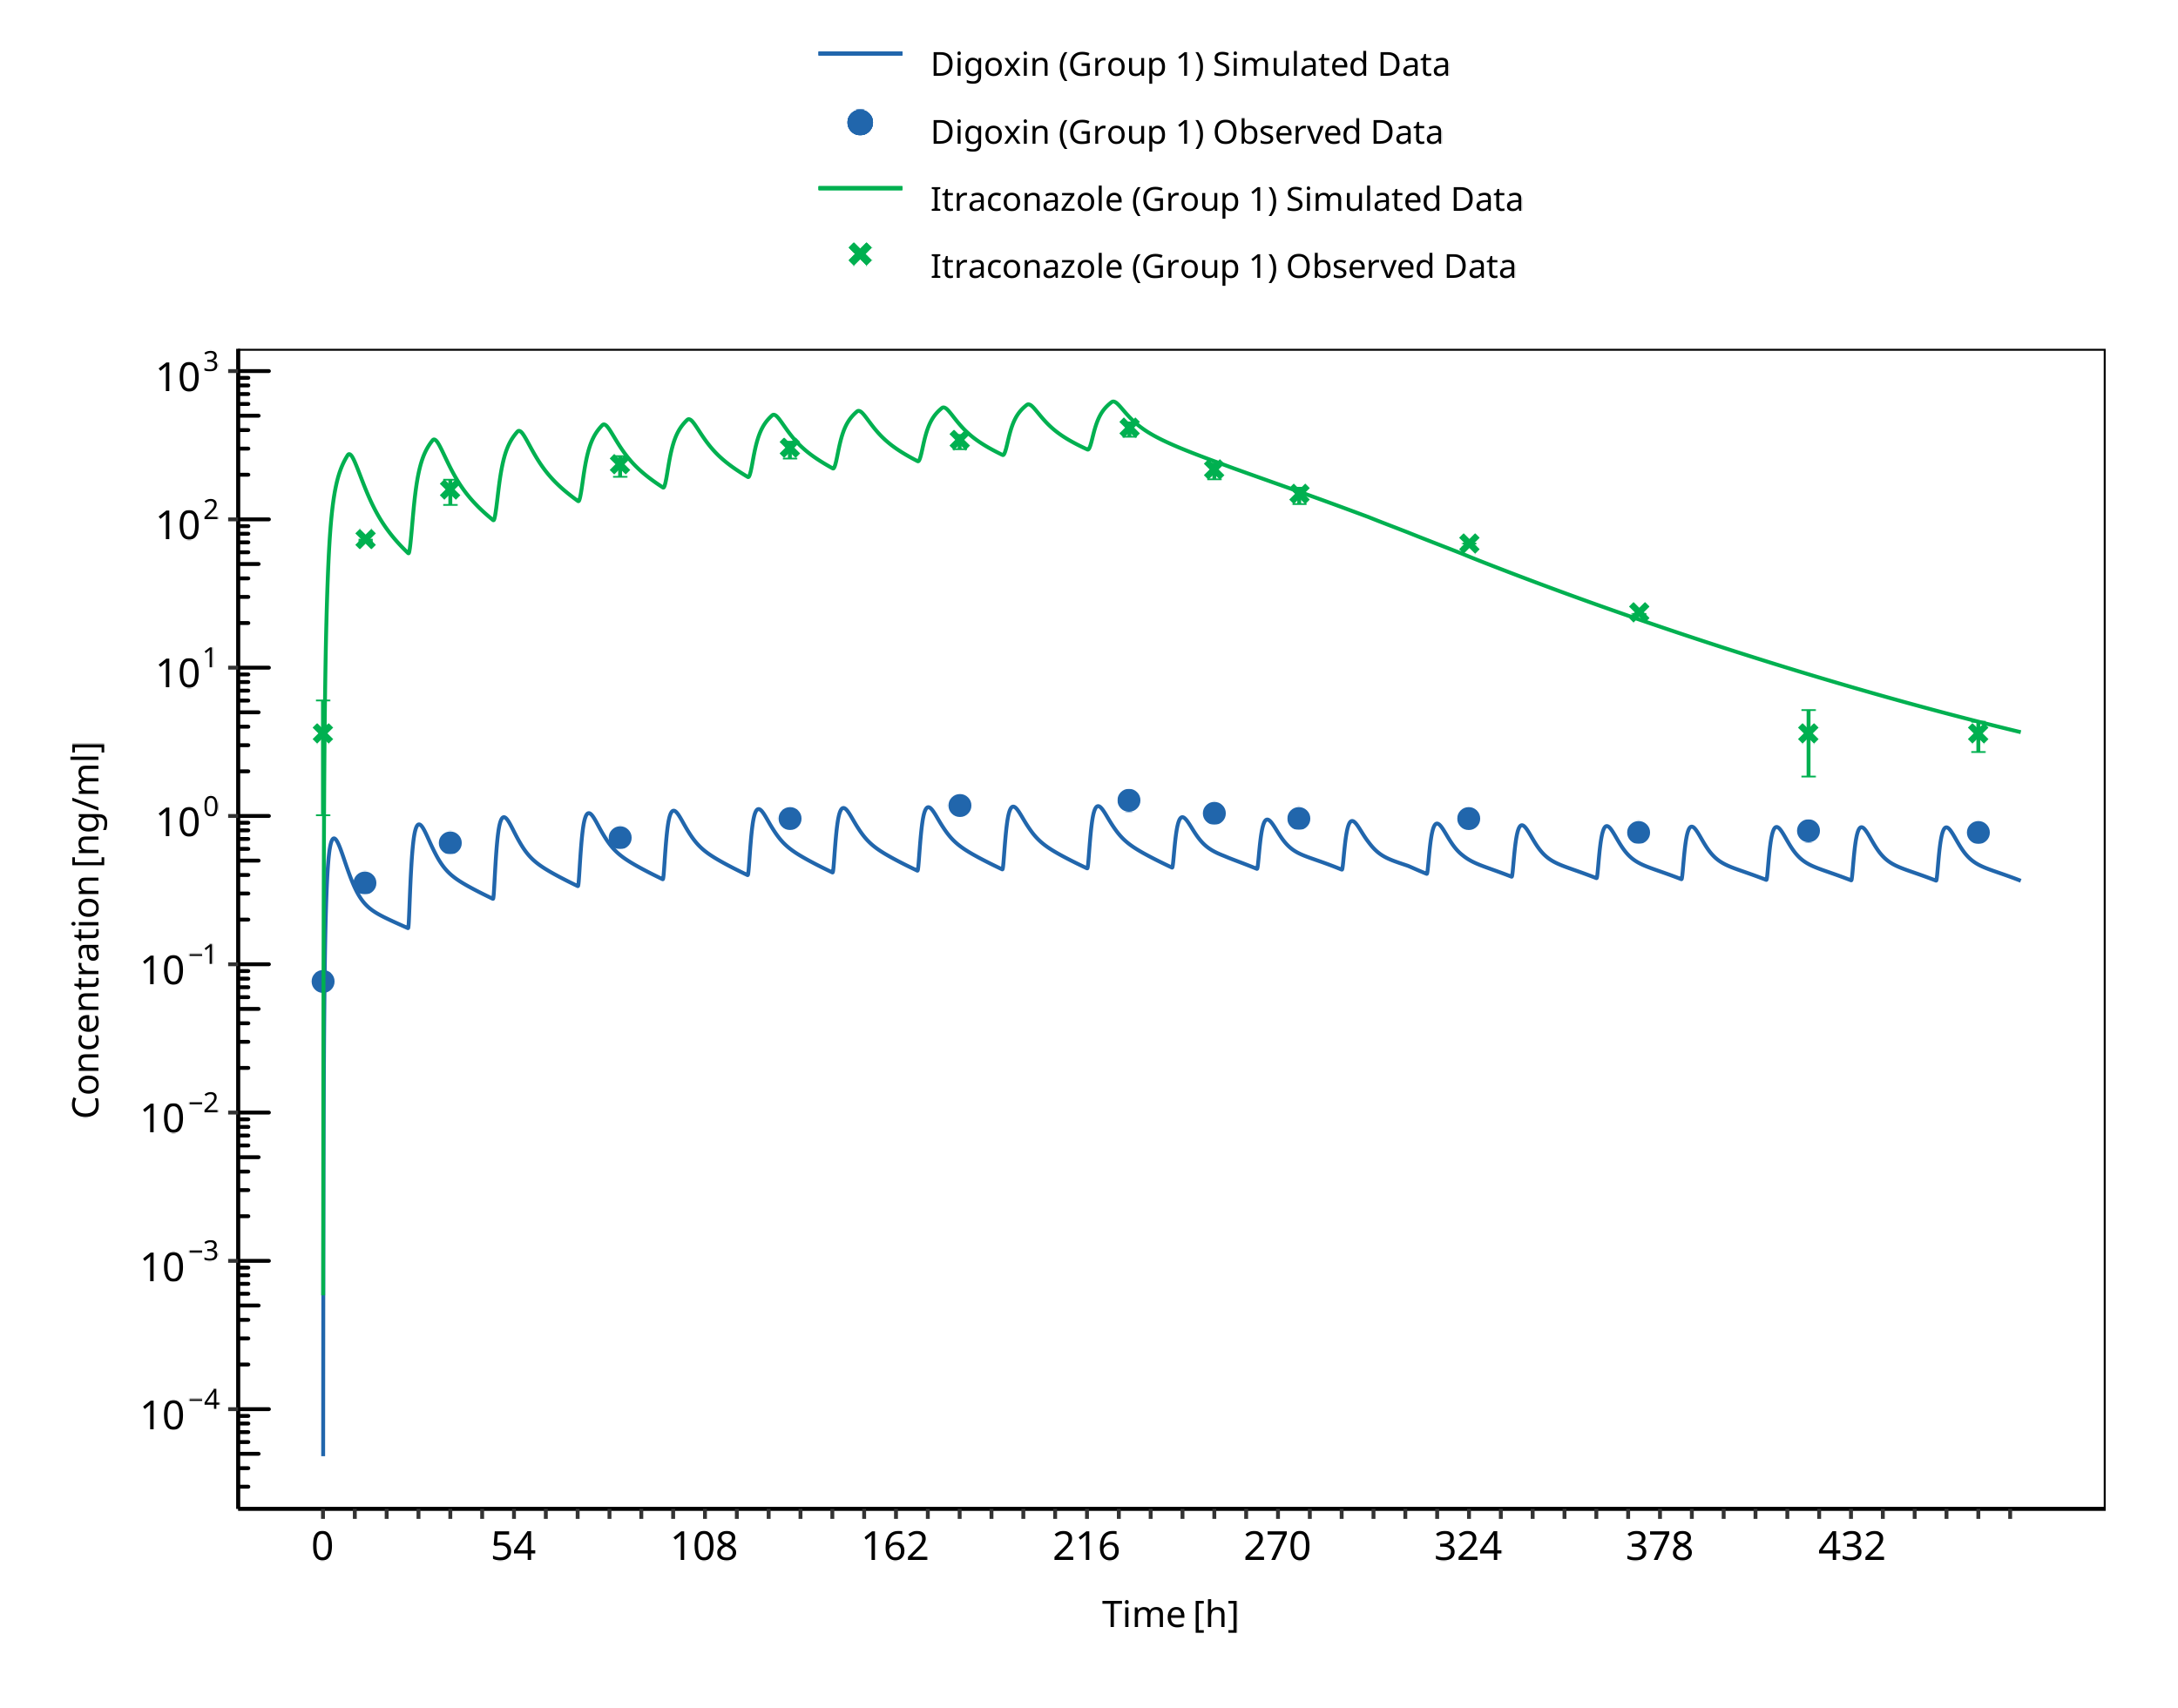 Digoxin (Group 1) Simulated Data
Digoxin (Group 1) Observed Data
Itraconazole (Group 1) Simulated Data
Itraconazole (Group 1) Observed Data
10³
10²
10¹
10⁰
10⁻¹
10⁻²
10⁻³
10⁻⁴
Concentration [ng/ml]
0 54 108 162 216 270 324 378 432
Time [h]